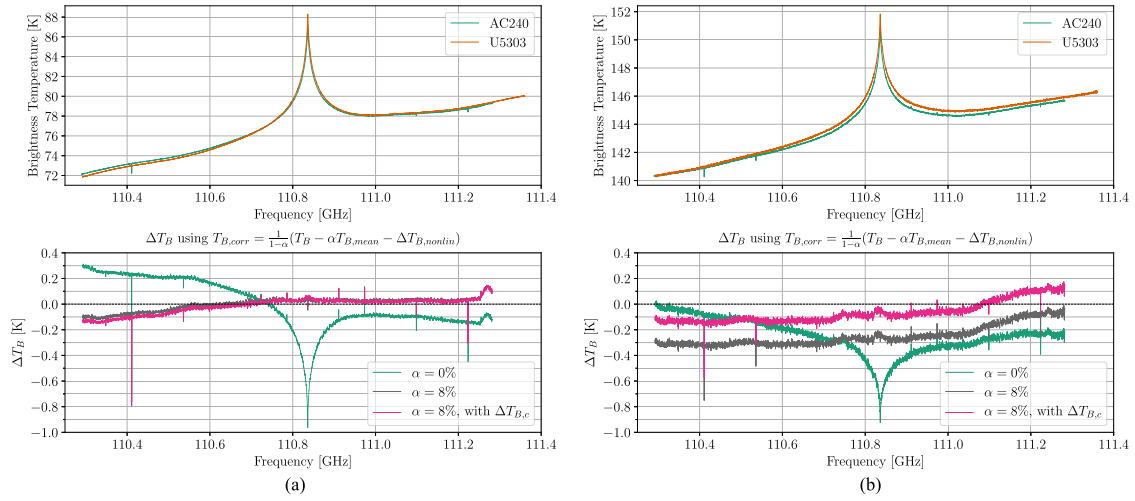 Brightness Temperature [K]
88
86
84
82
80
78
76
74
72
AC240
U5303
110.4
110.6
110.8
111.0
111.2
111.4
Frequency [GHz]
ΔT_B using T_{B,corr} = \frac{1}{1−α}(T_B − αT_{B,mean} − ΔT_{B,nonlin})
ΔT_B [K]
0.4
0.2
0.0
−0.2
−0.4
−0.6
−0.8
−1.0
α = 0%
α = 8%
α = 8%, with ΔT_{B,c}
110.4
110.6
110.8
111.0
111.2
111.4
Frequency [GHz]
(a)
Brightness Temperature [K]
152
150
148
146
144
142
140
AC240
U5303
110.4
110.6
110.8
111.0
111.2
111.4
Frequency [GHz]
ΔT_B using T_{B,corr} = \frac{1}{1−α}(T_B − αT_{B,mean} − ΔT_{B,nonlin})
ΔT_B [K]
0.4
0.2
0.0
−0.2
−0.4
−0.6
−0.8
−1.0
α = 0%
α = 8%
α = 8%, with ΔT_{B,c}
110.4
110.6
110.8
111.0
111.2
111.4
Frequency [GHz]
(b)